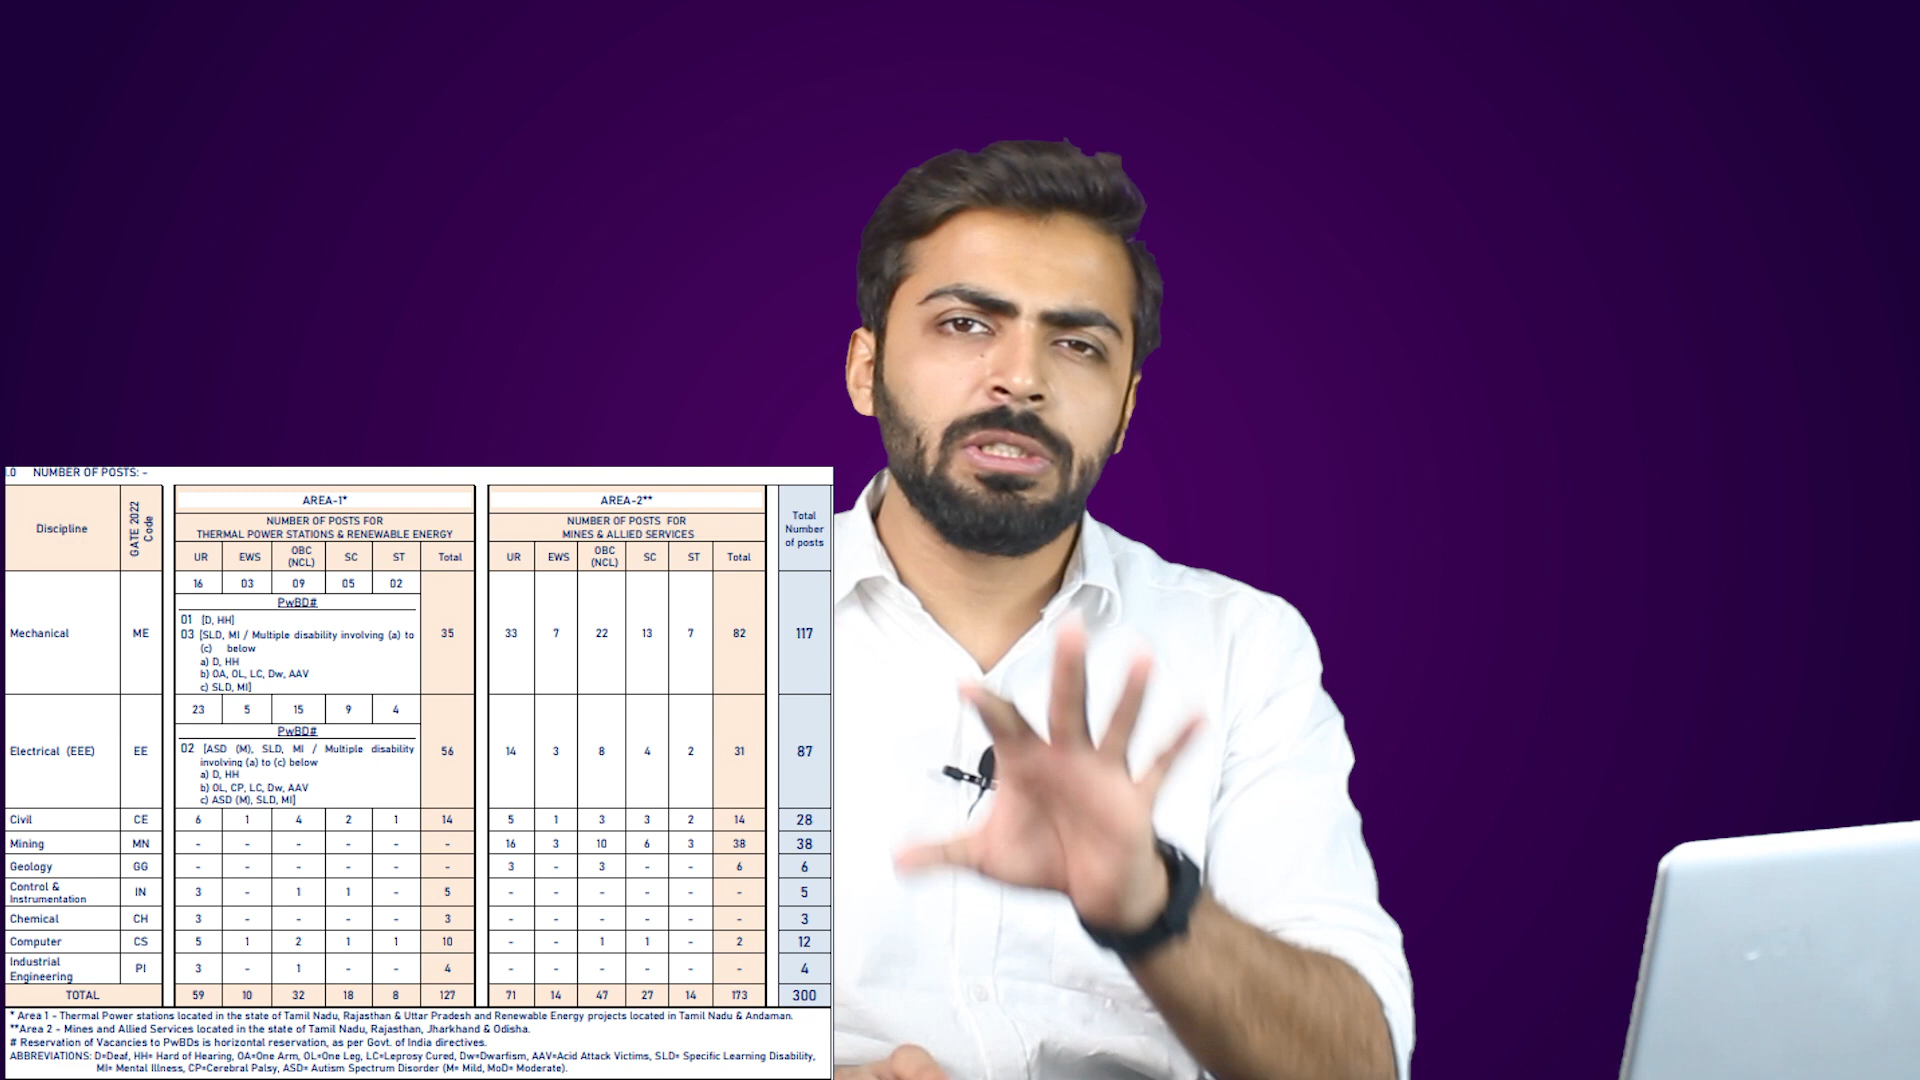 .0 NUMBER OF POSTS: -
Discipline
GATE 2022 Code
AREA-1*
AREA-2**
Total Number of posts
NUMBER OF POSTS FOR
THERMAL POWER STATIONS & RENEWABLE ENERGY
NUMBER OF POSTS FOR
MINES & ALLIED SERVICES
UR EWS OBC (NCL) SC ST Total UR EWS OBC (NCL) SC ST Total
Mechanical ME 16 03 09 05 02 35 33 7 22 13 7 82 117
PwBD#
01 [D, HH]
03 [SLD, MI / Multiple disability involving (a) to
(c) below
a) D, HH
b) OA, OL, LC, Dw, AAV
c) SLD, MI]
Electrical (EEE) EE 23 5 15 9 4 56 14 3 8 4 2 31 87
PwBD#
02 [ASD (M), SLD, MI / Multiple disability
involving (a) to (c) below
a) D, HH
b) OL, CP, LC, Dw, AAV
c) ASD (M), SLD, MI]
Civil CE 6 1 4 2 1 14 5 1 3 3 2 14 28
Mining MN - - - - - - 16 3 10 6 3 38 38
Geology GG - - - - - - 3 - 3 - - 6 6
Control & Instrumentation IN 3 - 1 1 - 5 - - - - - - 5
Chemical CH 3 - - - - 3 - - - - - - 3
Computer CS 5 1 2 1 1 10 - - 1 1 - 2 12
Industrial Engineering PI 3 - 1 - - 4 - - - - - - 4
TOTAL 59 10 32 18 8 127 71 14 47 27 14 173 300
* Area 1 - Thermal Power stations located in the state of Tamil Nadu, Rajasthan & Uttar Pradesh and Renewable Energy projects located in Tamil Nadu & Andaman.
**Area 2 - Mines and Allied Services located in the state of Tamil Nadu, Rajasthan, Jharkhand & Odisha.
# Reservation of Vacancies to PwBDs is horizontal reservation, as per Govt. of India directives.
ABBREVIATIONS: D=Deaf, HH= Hard of Hearing, OA=One Arm, OL=One Leg, LC=Leprosy Cured, Dw=Dwarfism, AAV=Acid Attack Victims, SLD= Specific Learning Disability,
MI= Mental Illness, CP=Cerebral Palsy, ASD= Autism Spectrum Disorder (M= Mild, MoD= Moderate).